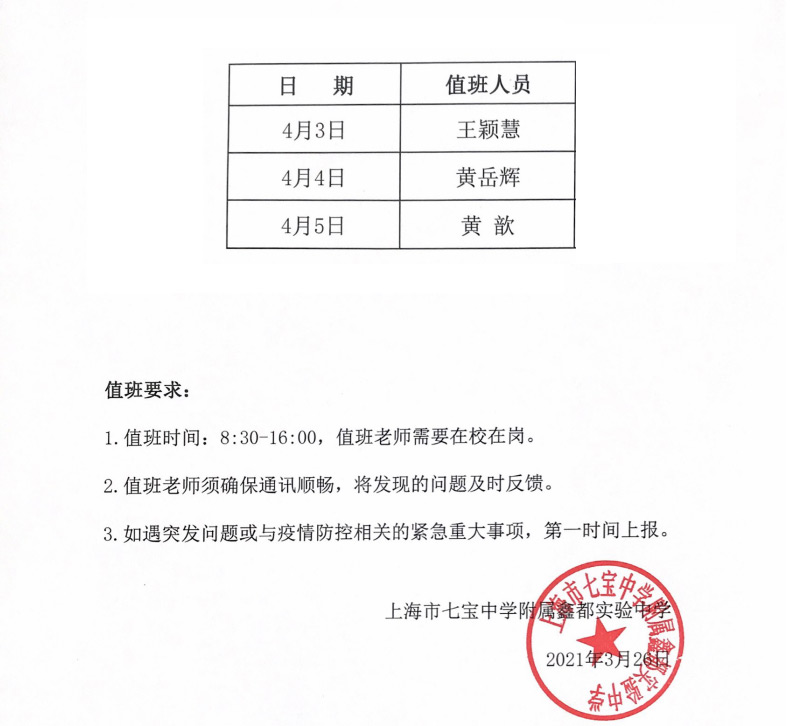 日 期 值班人员
4月3日 王颖慧
4月4日 黄岳辉
4月5日 黄 歆
值班要求：
1.值班时间：8:30-16:00，值班老师需要在校在岗。
2.值班老师须确保通讯顺畅，将发现的问题及时反馈。
3.如遇突发问题或与疫情防控相关的紧急重大事项，第一时间上报。
上海市七宝中学附属鑫都实验中学
2021年3月26日
上海市七宝中学附属鑫都实验中学